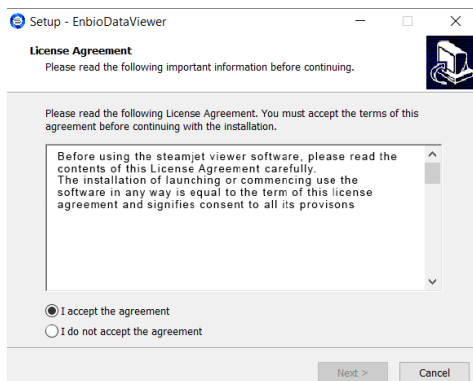 Setup - EnbioDataViewer
License Agreement
Please read the following important information before continuing.
Please read the following License Agreement. You must accept the terms of this
agreement before continuing with the installation.
Before using the steamjet viewer software, please read the
contents of this License Agreement carefully.
The installation of launching or commencing use the
software in any way is equal to the term of this license
agreement and signifies consent to all its provisons
I accept the agreement
I do not accept the agreement
Next >
Cancel